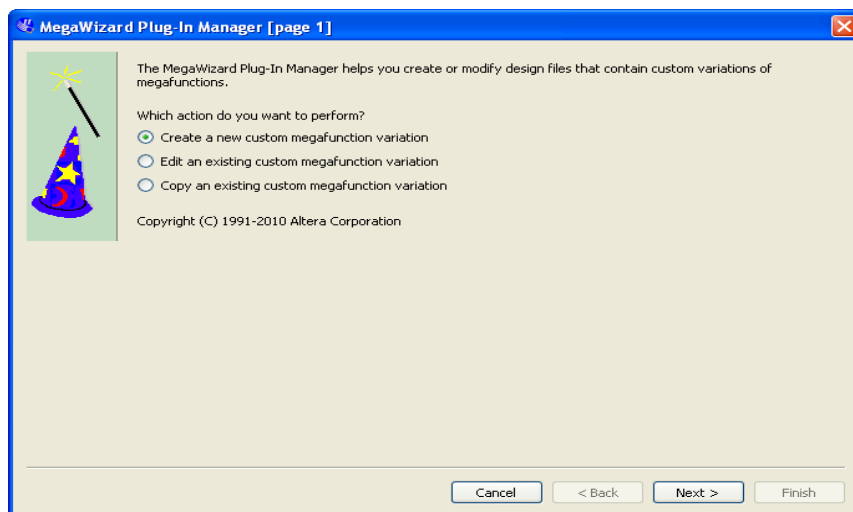 MegaWizard Plug-In Manager [page 1]
The MegaWizard Plug-In Manager helps you create or modify design files that contain custom variations of
megafunctions.
Which action do you want to perform?
Create a new custom megafunction variation
Edit an existing custom megafunction variation
Copy an existing custom megafunction variation
Copyright (C) 1991-2010 Altera Corporation
Cancel
< Back
Next >
Finish